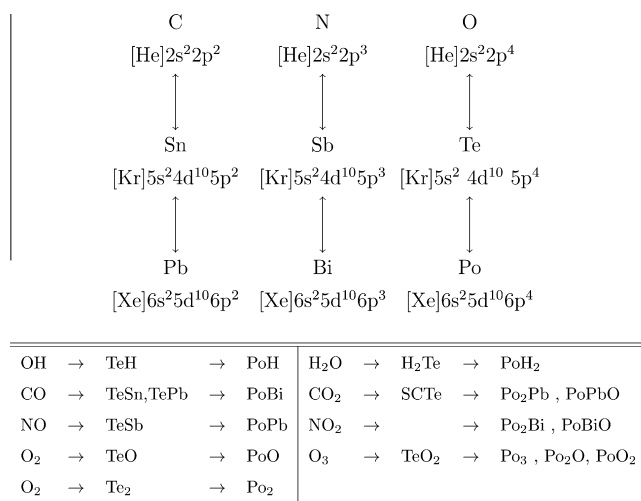 C N O
[He]2s²2p² [He]2s²2p³ [He]2s²2p⁴
Sn Sb Te
[Kr]5s²4d¹⁰5p² [Kr]5s²4d¹⁰5p³ [Kr]5s² 4d¹⁰ 5p⁴
Pb Bi Po
[Xe]6s²5d¹⁰6p² [Xe]6s²5d¹⁰6p³ [Xe]6s²5d¹⁰6p⁴
OH → TeH → PoH H₂O → H₂Te → PoH₂
CO → TeSn,TePb → PoBi CO₂ → SCTe → Po₂Pb , PoPbO
NO → TeSb → PoPb NO₂ → → Po₂Bi , PoBiO
O₂ → TeO → PoO O₃ → TeO₂ → Po₃ , Po₂O, PoO₂
O₂ → Te₂ → Po₂